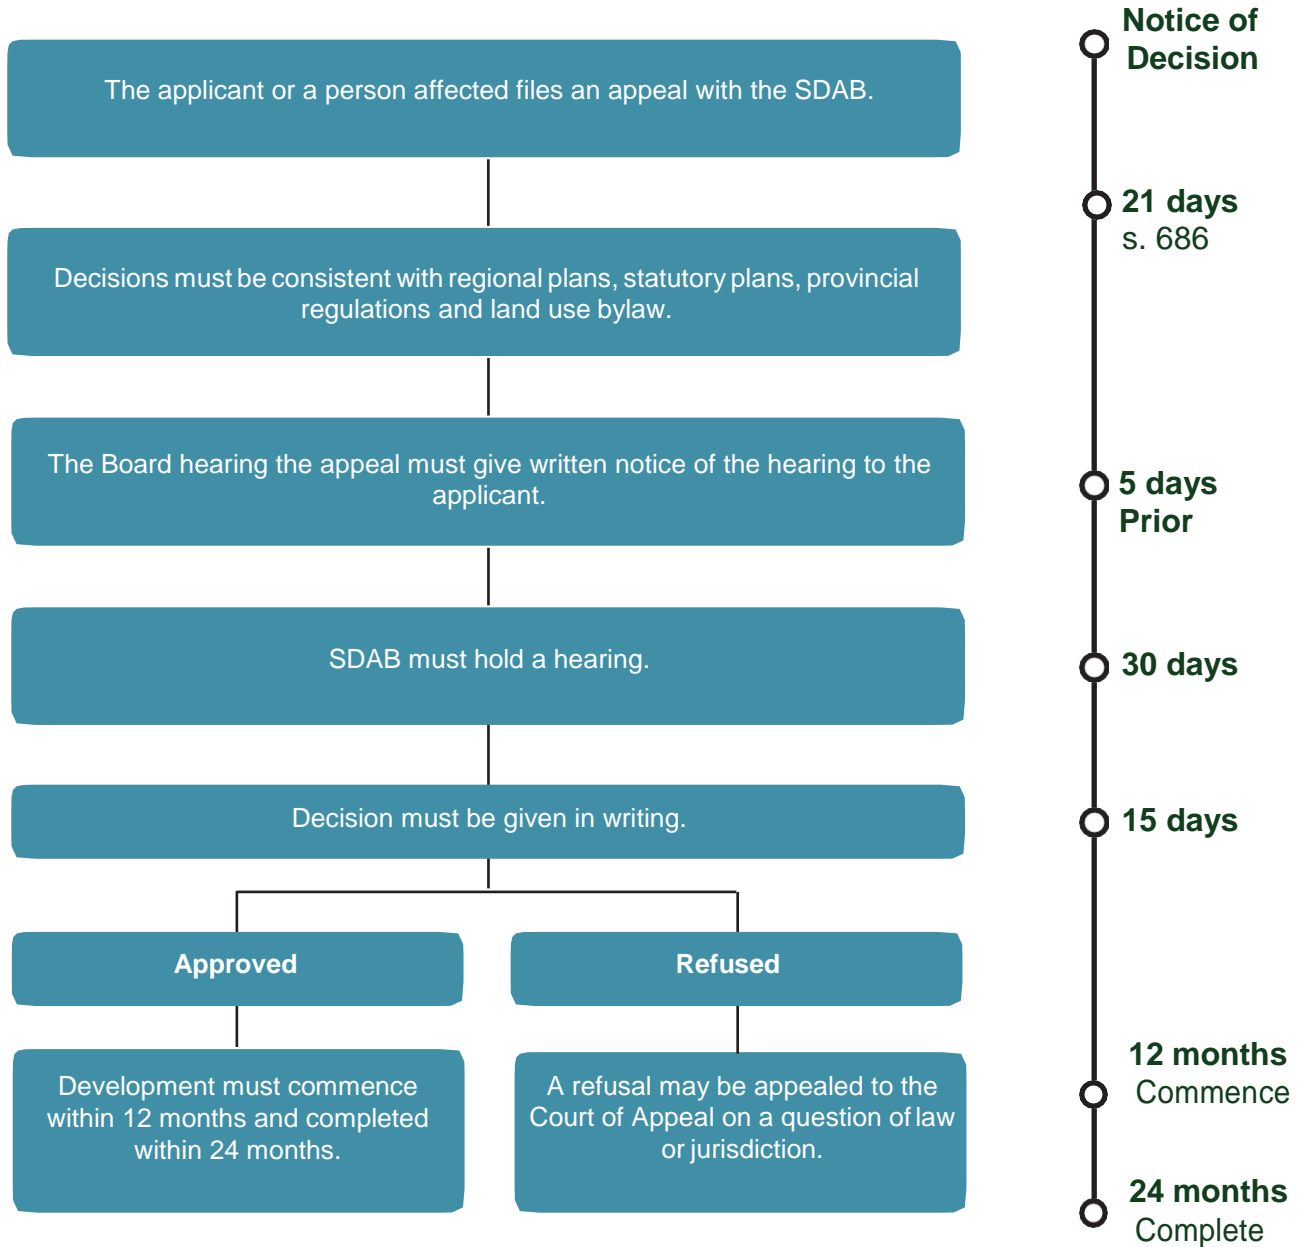 The applicant or a person affected files an appeal with the SDAB.
Decisions must be consistent with regional plans, statutory plans, provincial
regulations and land use bylaw.
The Board hearing the appeal must give written notice of the hearing to the
applicant.
SDAB must hold a hearing.
Decision must be given in writing.
Approved
Refused
Development must commence
within 12 months and completed
within 24 months.
A refusal may be appealed to the
Court of Appeal on a question of law
or jurisdiction.
Notice of
Decision
21 days
s. 686
5 days
Prior
30 days
15 days
12 months
Commence
24 months
Complete